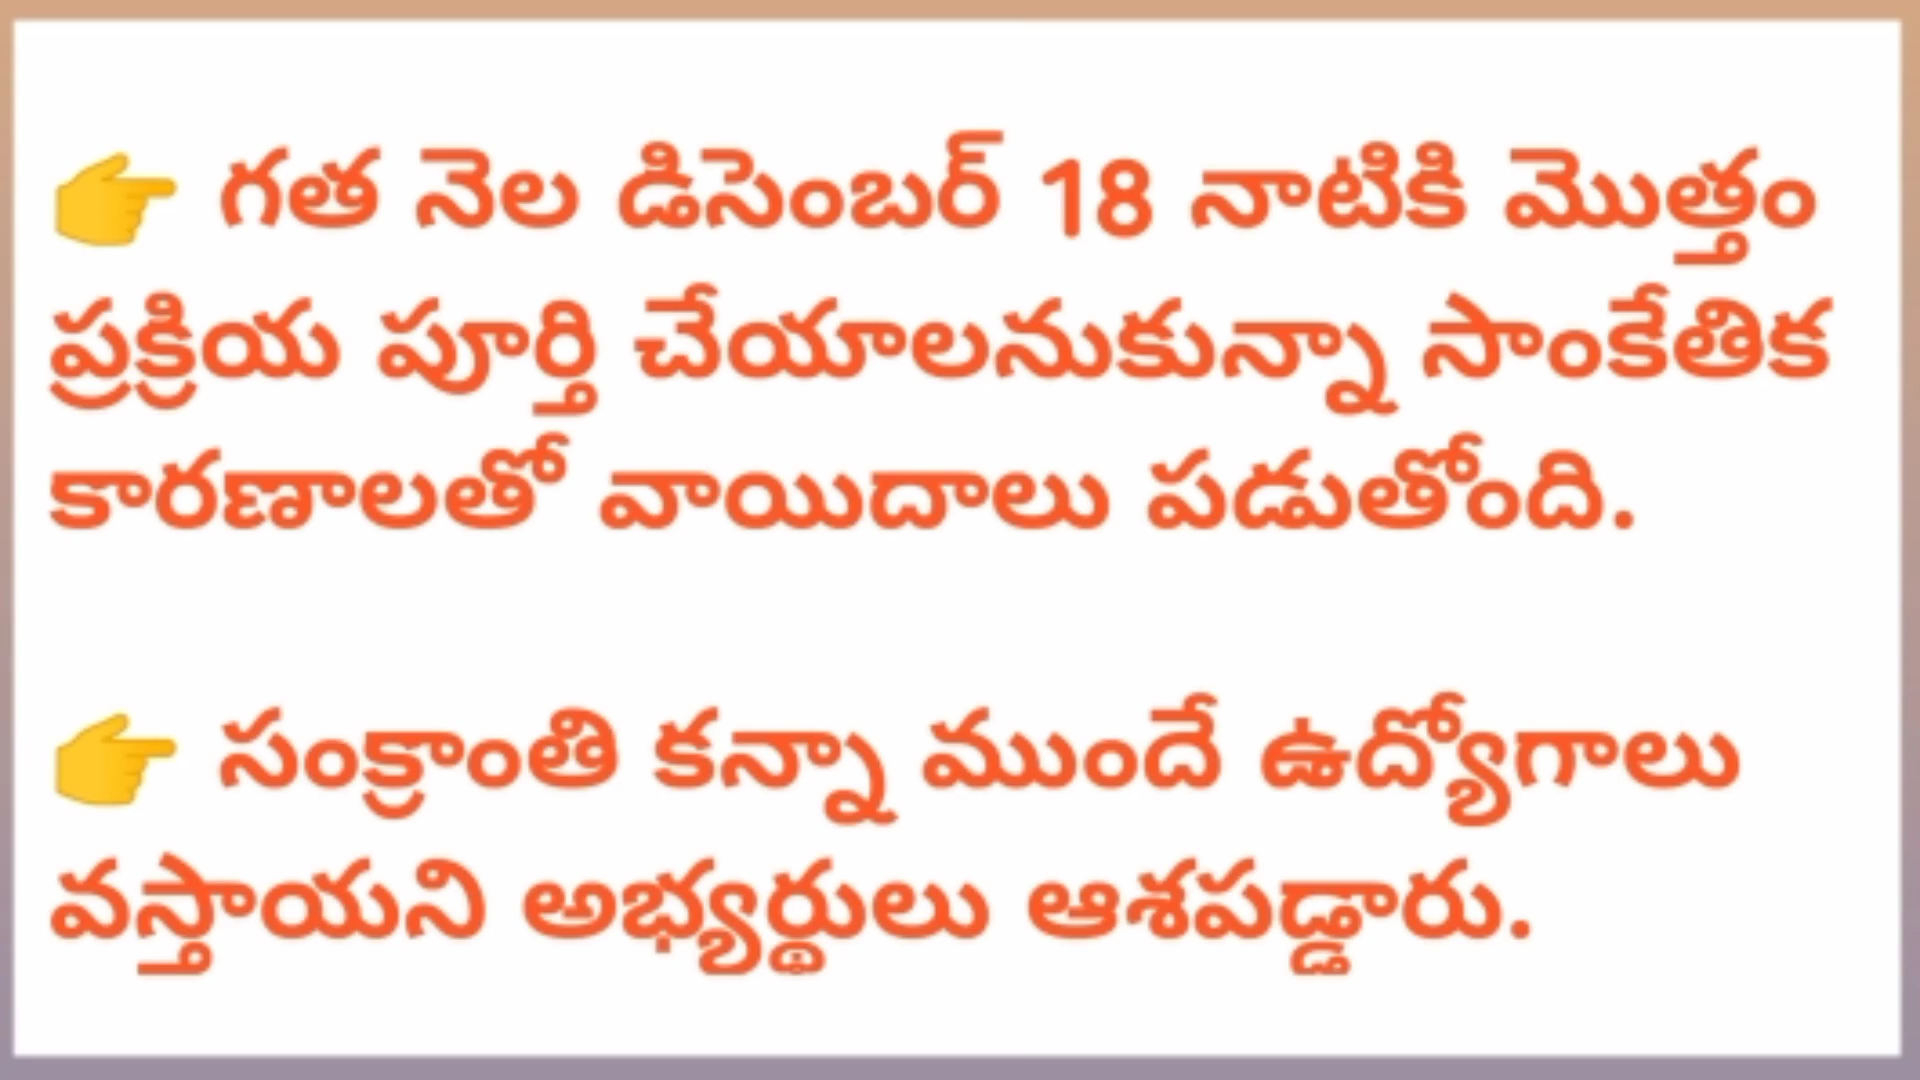 👉 గత నెల డిసెంబర్ 18 నాటికి మొత్తం
ప్రక్రియ పూర్తి చేయాలనుకున్నా సాంకేతిక
కారణాలతో వాయిదాలు పడుతోంది.
👉 సంక్రాంతి కన్నా ముందే ఉద్యోగాలు
వస్తాయని అభ్యర్థులు ఆశపడ్డారు.